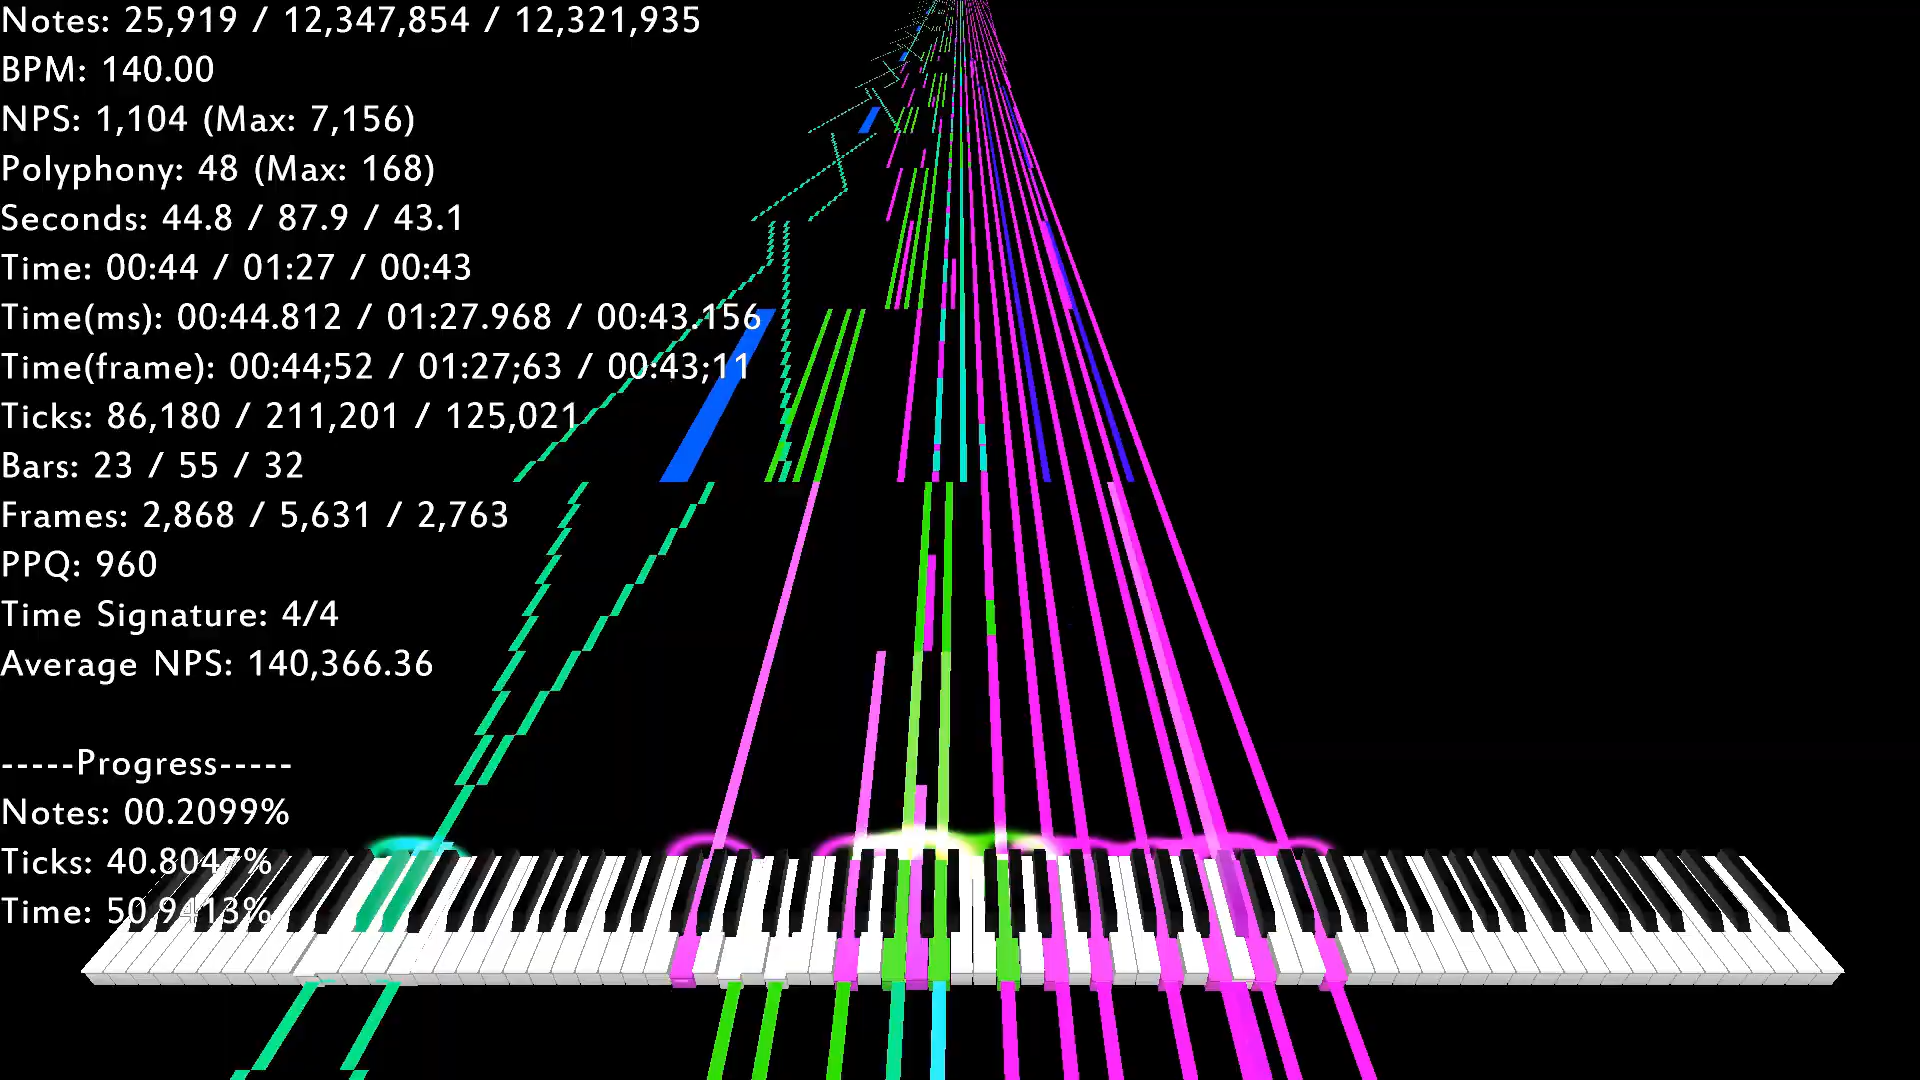 Notes: 25,919 / 12,347,854 / 12,321,935
BPM: 140.00
NPS: 1,104 (Max: 7,156)
Polyphony: 48 (Max: 168)
Seconds: 44.8 / 87.9 / 43.1
Time: 00:44 / 01:27 / 00:43
Time(ms): 00:44.812 / 01:27.968 / 00:43.156
Time(frame): 00:44;52 / 01:27;63 / 00:43;11
Ticks: 86,180 / 211,201 / 125,021
Bars: 23 / 55 / 32
Frames: 2,868 / 5,631 / 2,763
PPQ: 960
Time Signature: 4/4
Average NPS: 140,366.36
-----Progress-----
Notes: 00.2099%
Ticks: 40.8047%
Time: 50.9413%